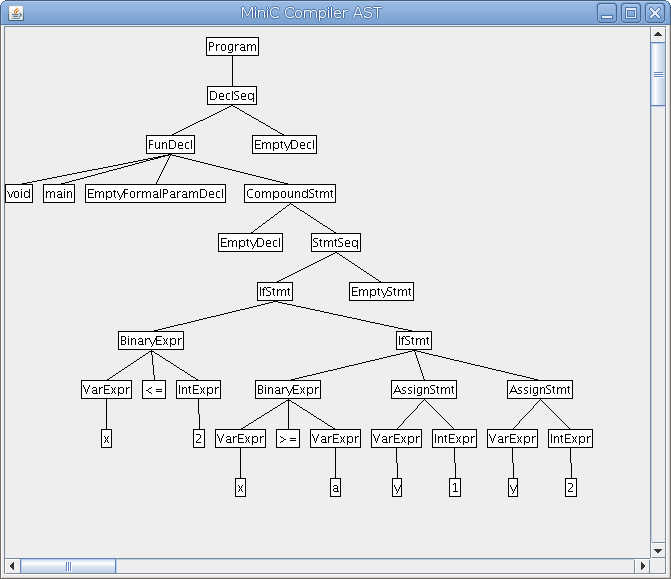 MiniC Compiler AST
Program
DeclSeq
FunDecl EmptyDecl
void main EmptyFormalParamDecl CompoundStmt
EmptyDecl StmtSeq
IfStmt EmptyStmt
BinaryExpr IfStmt
VarExpr <= IntExpr BinaryExpr AssignStmt AssignStmt
x 2 VarExpr >= VarExpr VarExpr IntExpr VarExpr IntExpr
x a y 1 y 2